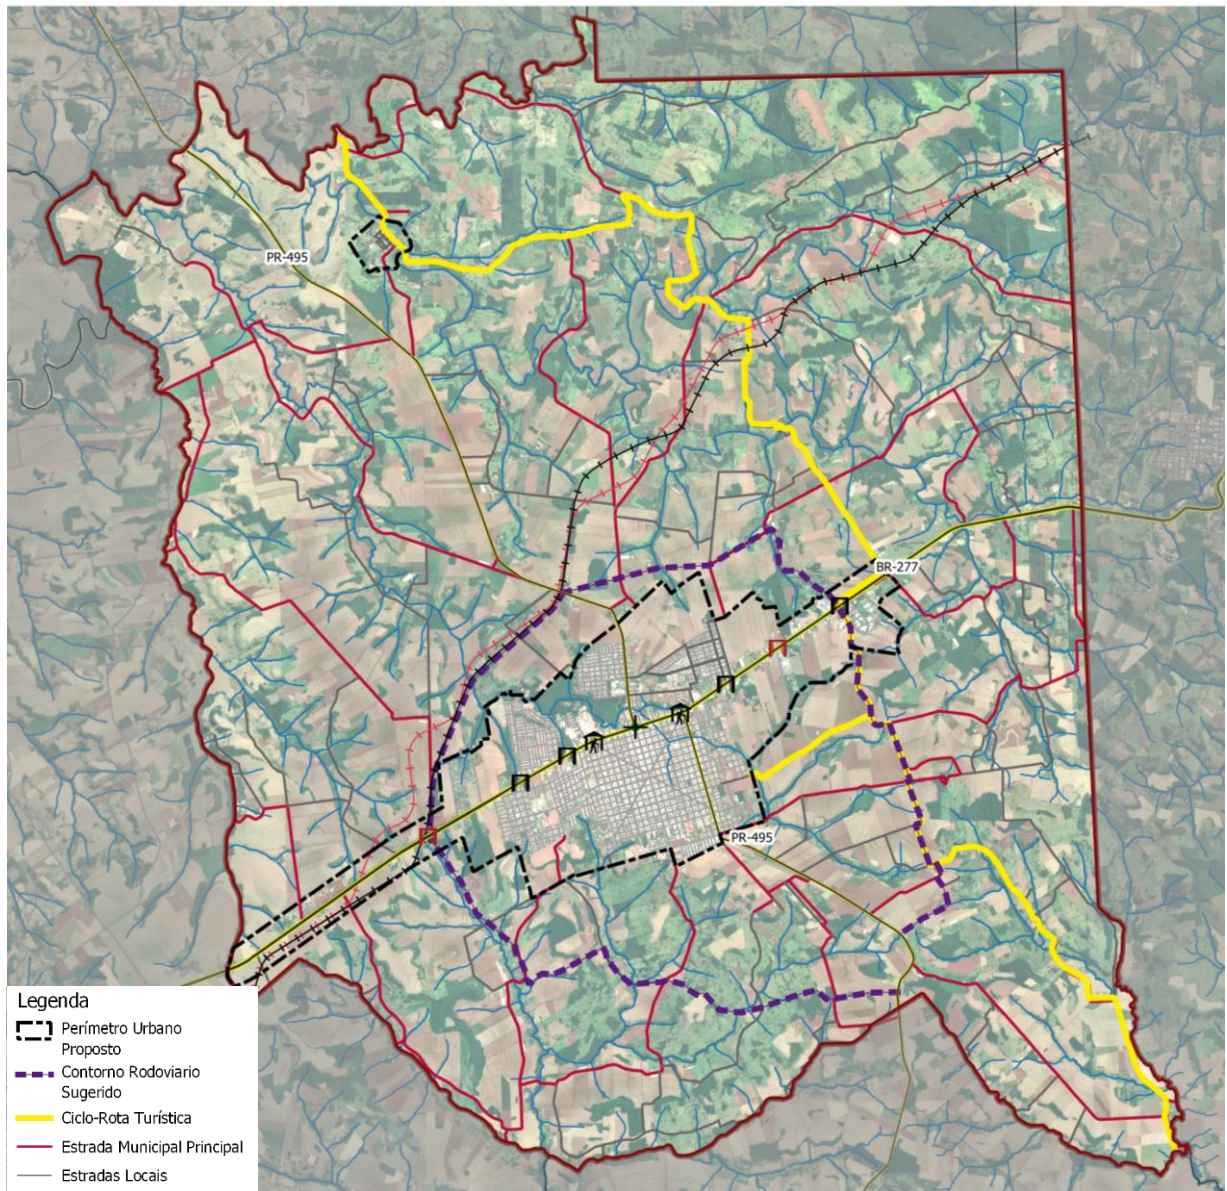 PR-495
BR-277
PR-495
Legenda
Perímetro Urbano
Proposto
Contorno Rodoviario
Sugerido
Ciclo-Rota Turística
Estrada Municipal Principal
Estradas Locais